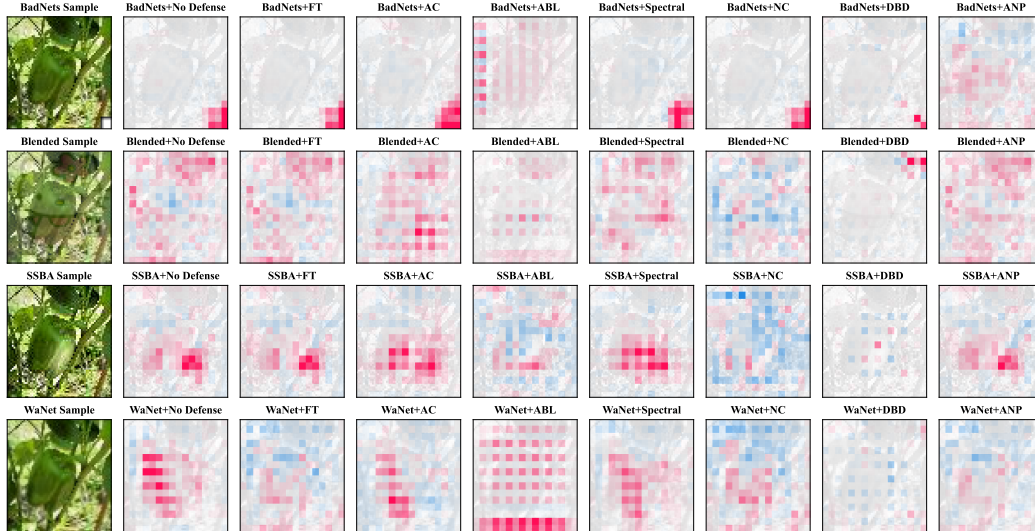 BadNets Sample BadNets+No Defense BadNets+FT BadNets+AC BadNets+ABL BadNets+Spectral BadNets+NC BadNets+DBD BadNets+ANP
Blended Sample Blended+No Defense Blended+FT Blended+AC Blended+ABL Blended+Spectral Blended+NC Blended+DBD Blended+ANP
SSBA Sample SSBA+No Defense SSBA+FT SSBA+AC SSBA+ABL SSBA+Spectral SSBA+NC SSBA+DBD SSBA+ANP
WaNet Sample WaNet+No Defense WaNet+FT WaNet+AC WaNet+ABL WaNet+Spectral WaNet+NC WaNet+DBD WaNet+ANP